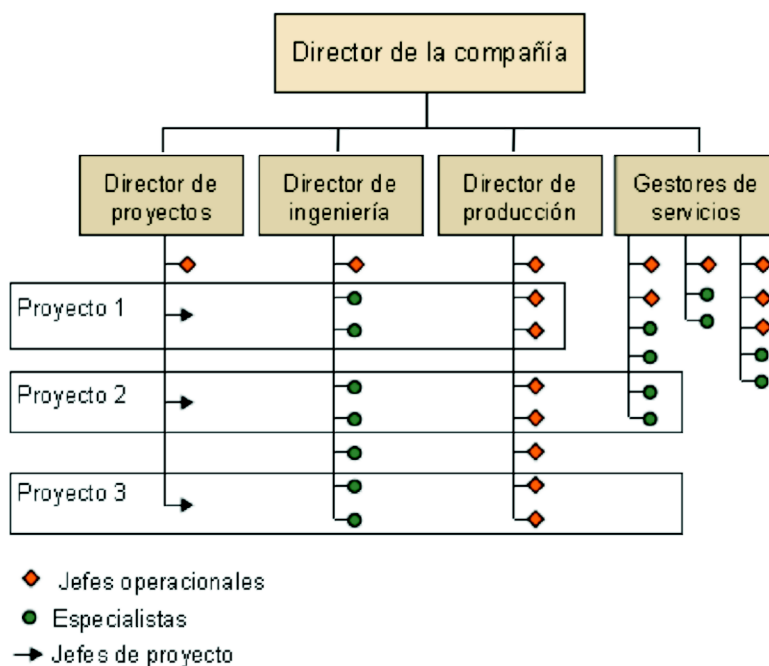 Director de la compañía
Director de
proyectos
Director de
ingeniería
Director de
producción
Gestores de
servicios
Proyecto 1
Proyecto 2
Proyecto 3
Jefes operacionales
Especialistas
Jefes de proyecto